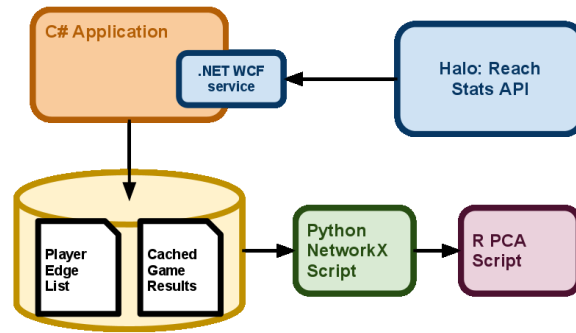 C# Application
.NET WCF
service
Halo: Reach
Stats API
Player
Edge
List
Cached
Game
Results
Python
NetworkX
Script
R PCA
Script